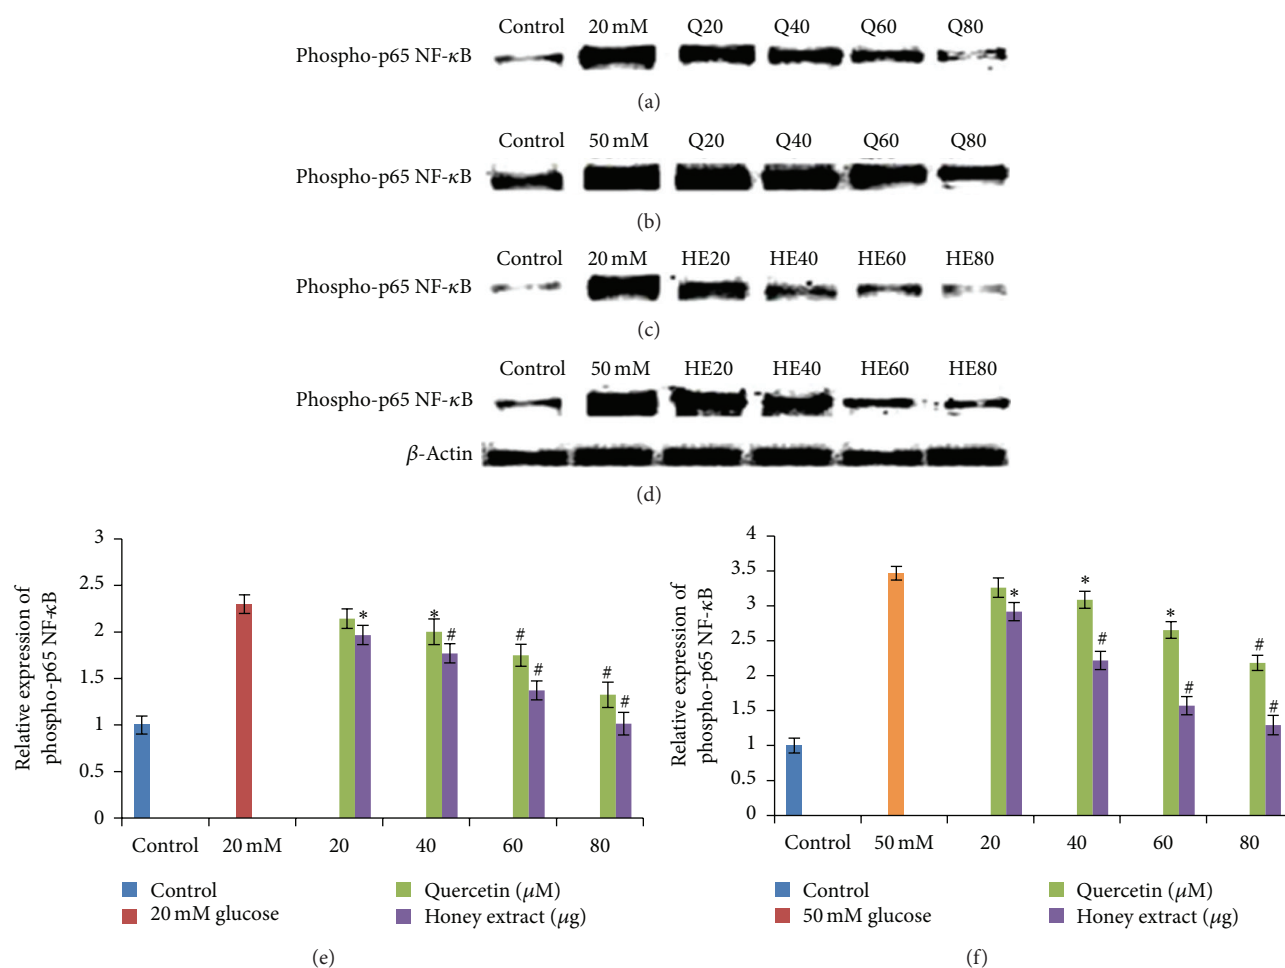 Control 20 mM Q20 Q40 Q60 Q80
Phospho-p65 NF-κB
(a)
Control 50 mM Q20 Q40 Q60 Q80
Phospho-p65 NF-κB
(b)
Control 20 mM HE20 HE40 HE60 HE80
Phospho-p65 NF-κB
(c)
Control 50 mM HE20 HE40 HE60 HE80
Phospho-p65 NF-κB
β-Actin
(d)
Relative expression of
phospho-p65 NF-κB
3
2.5
2
1.5
1
0.5
0
* * # # # # #
Control 20 mM 20 40 60 80
Control
20 mM glucose
Quercetin (μM)
Honey extract (μg)
(e)
Relative expression of
phospho-p65 NF-κB
4
3.5
3
2.5
2
1.5
1
0.5
0
* * # * # # #
Control 50 mM 20 40 60 80
Control
50 mM glucose
Quercetin (μM)
Honey extract (μg)
(f)